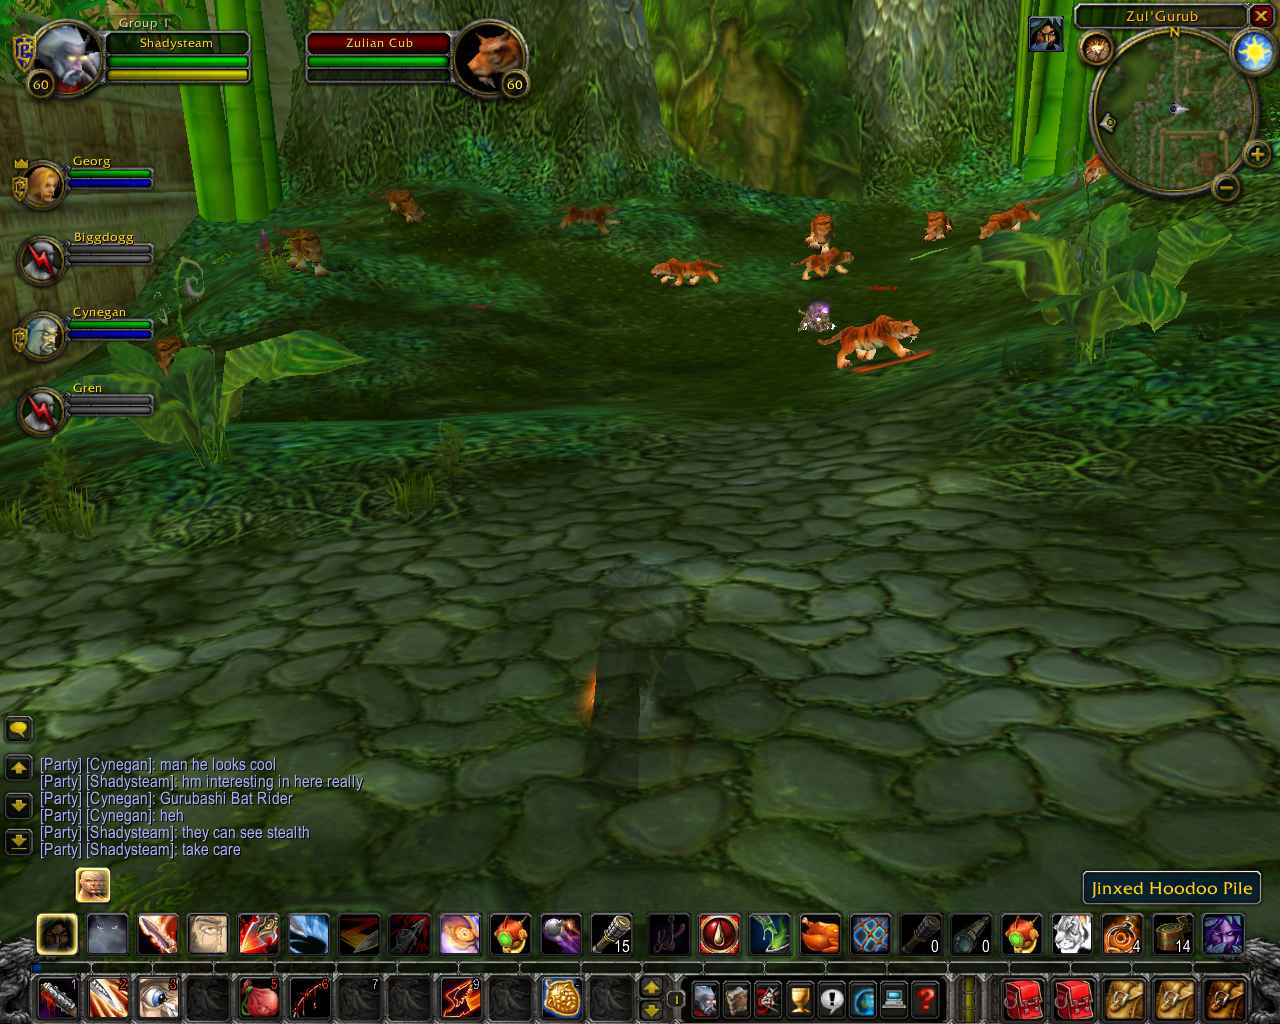 Group 1
Shadysteam
60
Zulian Cub
60
Zul'Gurub
N
Georg
Biggdogg
Cynegan
Gren
[Party] [Cynegan]: man he looks cool
[Party] [Shadysteam]: hm interesting in here really
[Party] [Cynegan]: Gurubashi Bat Rider
[Party] [Cynegan]: heh
[Party] [Shadysteam]: they can see stealth
[Party] [Shadysteam]: take care
Jinxed Hoodoo Pile
15 0 0 4 14
1 2 3 5 6 7 9 1